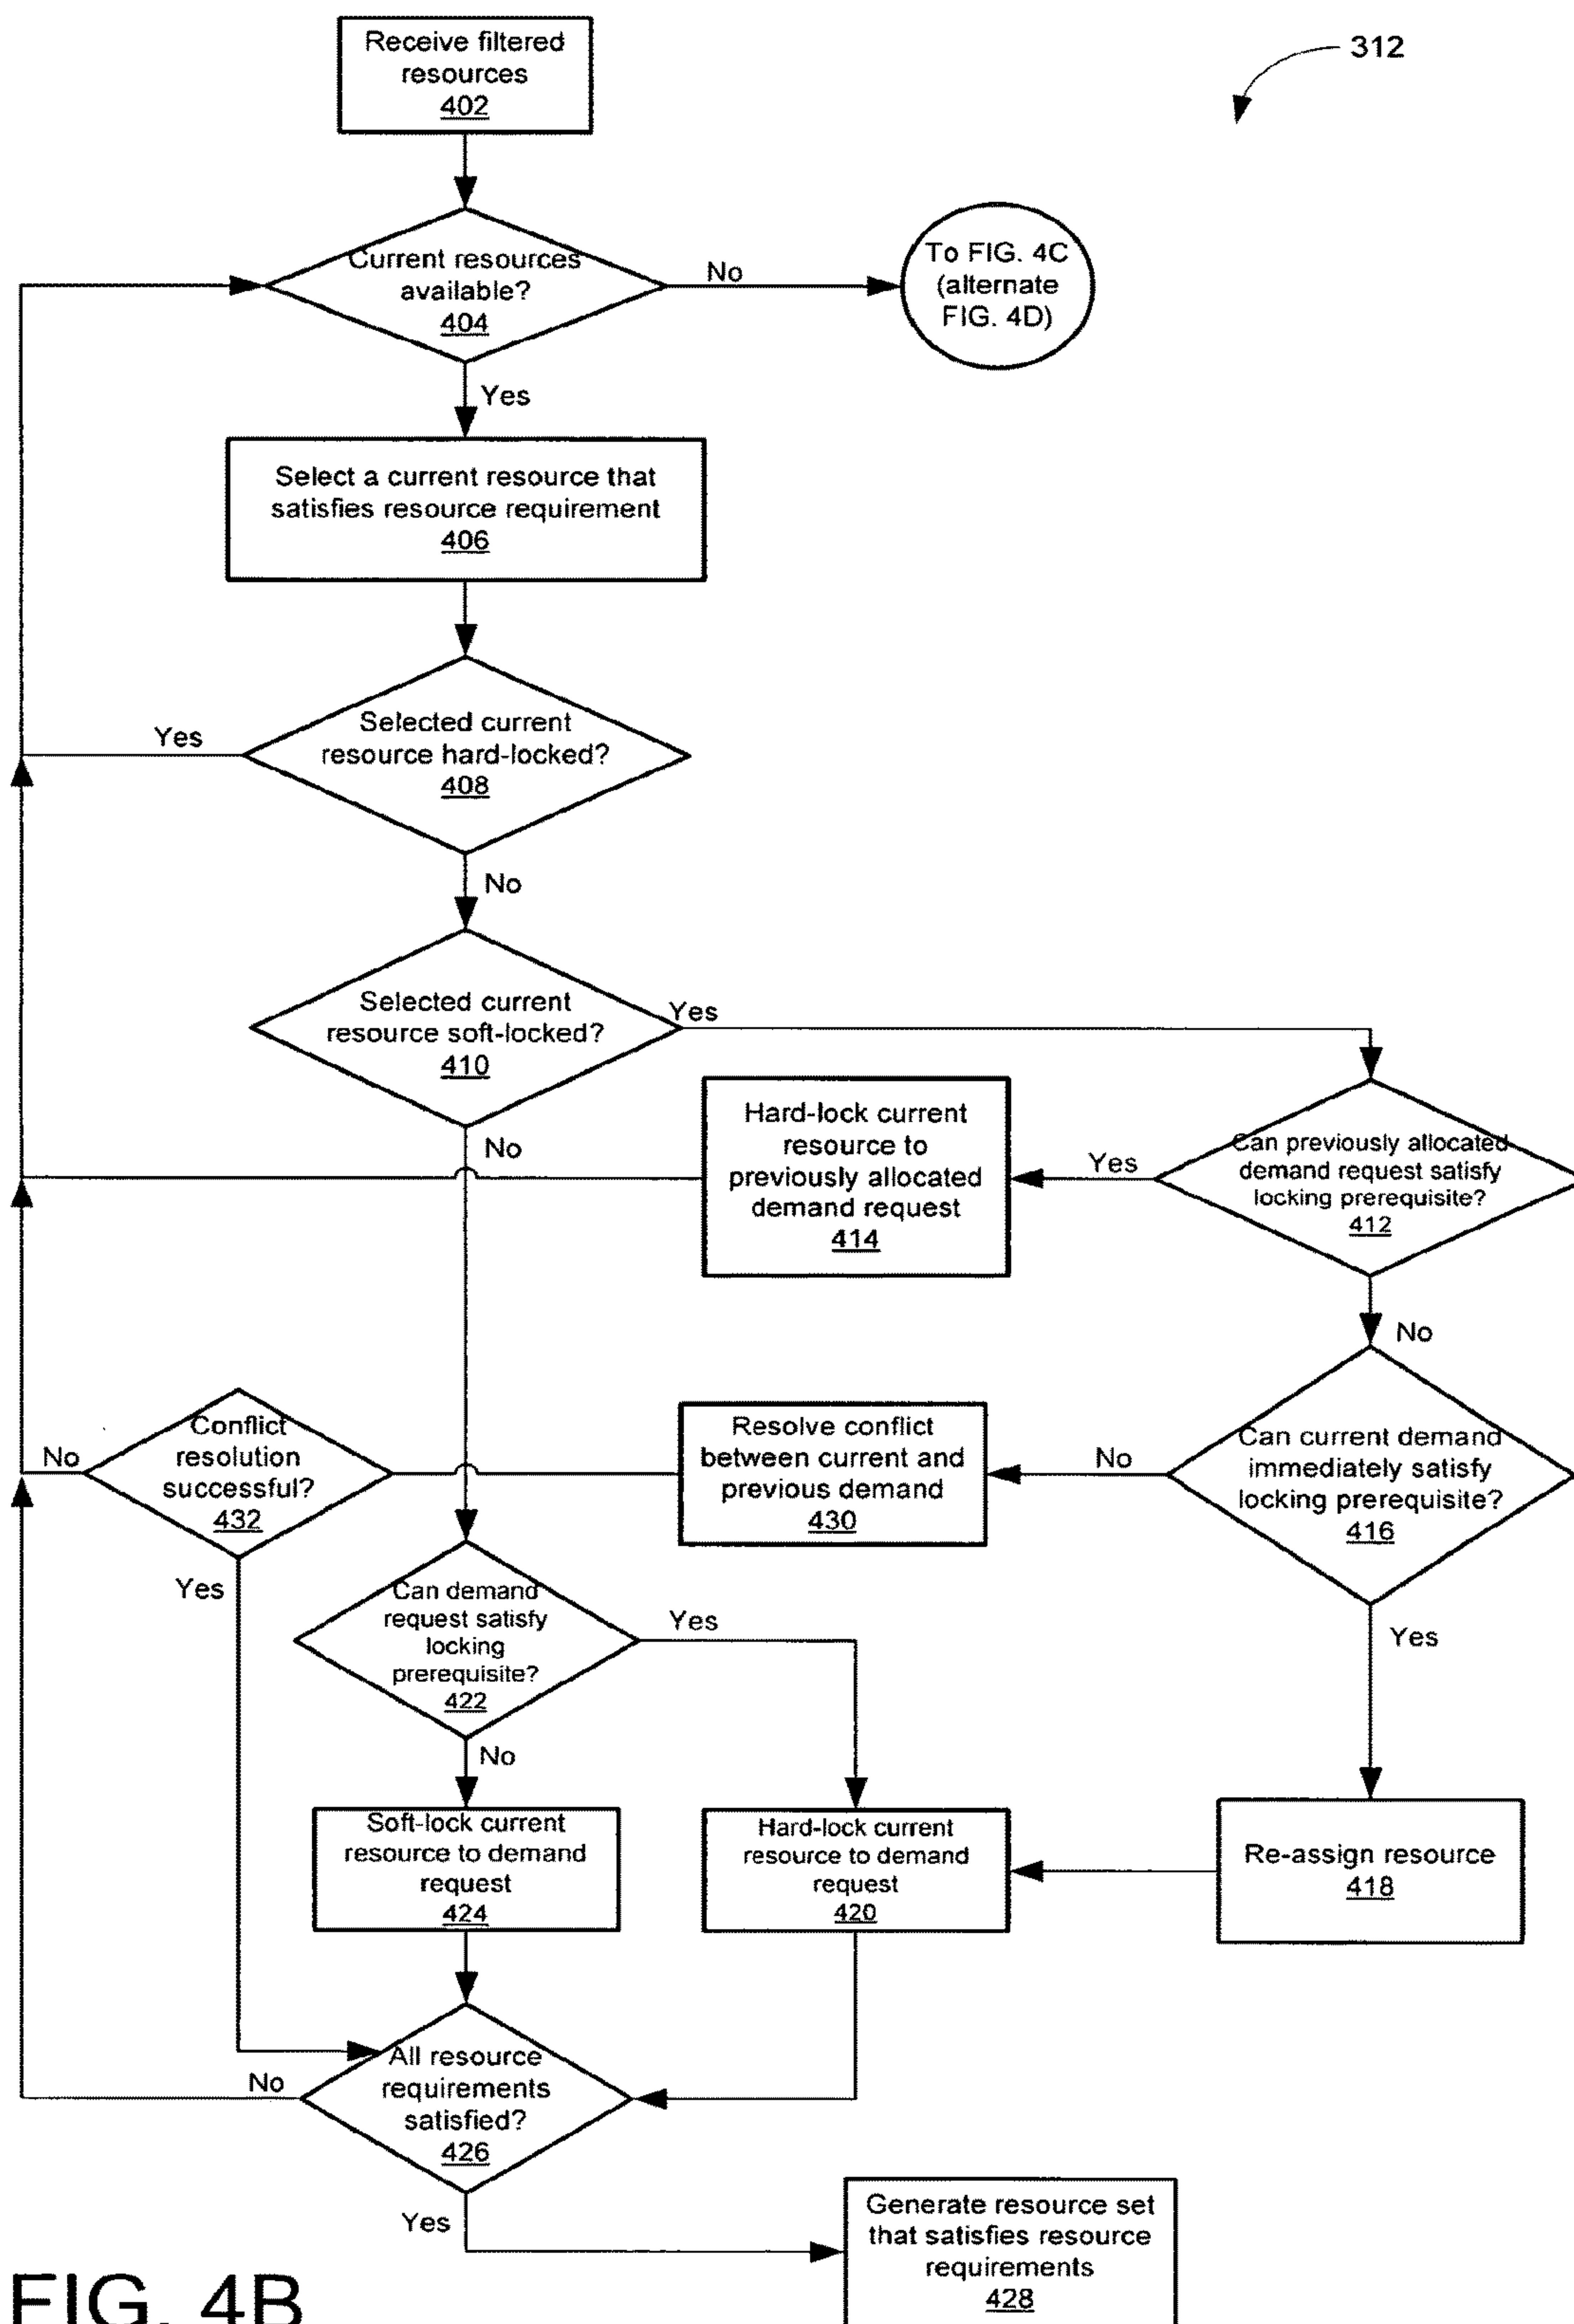 312
Receive filtered
resources
402
Current resources
available?
404
No
To FIG. 4C
(alternate
FIG. 4D)
Yes
Select a current resource that
satisfies resource requirement
406
Selected current
resource hard-locked?
408
Yes
No
Selected current
resource soft-locked?
410
Yes
No
Can previously allocated
demand request satisfy
locking prerequisite?
412
Yes
Hard-lock current
resource to
previously allocated
demand request
414
No
Can current demand
immediately satisfy
locking prerequisite?
416
No
Resolve conflict
between current and
previous demand
430
Conflict
resolution
successful?
432
No
Yes
Yes
Can demand
request satisfy
locking
prerequisite?
422
Yes
No
Soft-lock current
resource to demand
request
424
Hard-lock current
resource to demand
request
420
Re-assign resource
418
All resource
requirements
satisfied?
426
No
Yes
Generate resource set
that satisfies resource
requirements
428
FIG. 4B